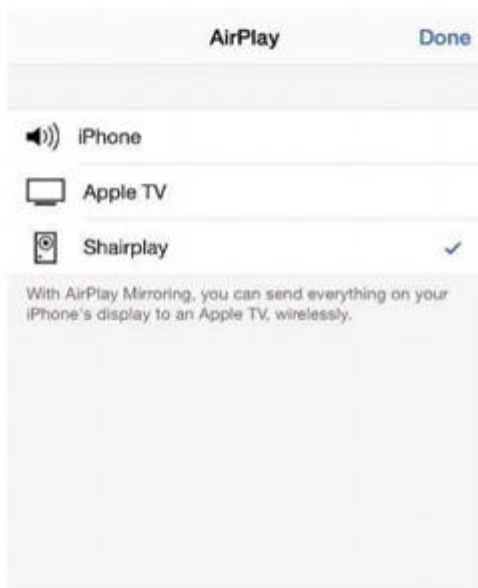 AirPlay Done
iPhone
Apple TV
Shairplay
With AirPlay Mirroring, you can send everything on your
iPhone's display to an Apple TV, wirelessly.